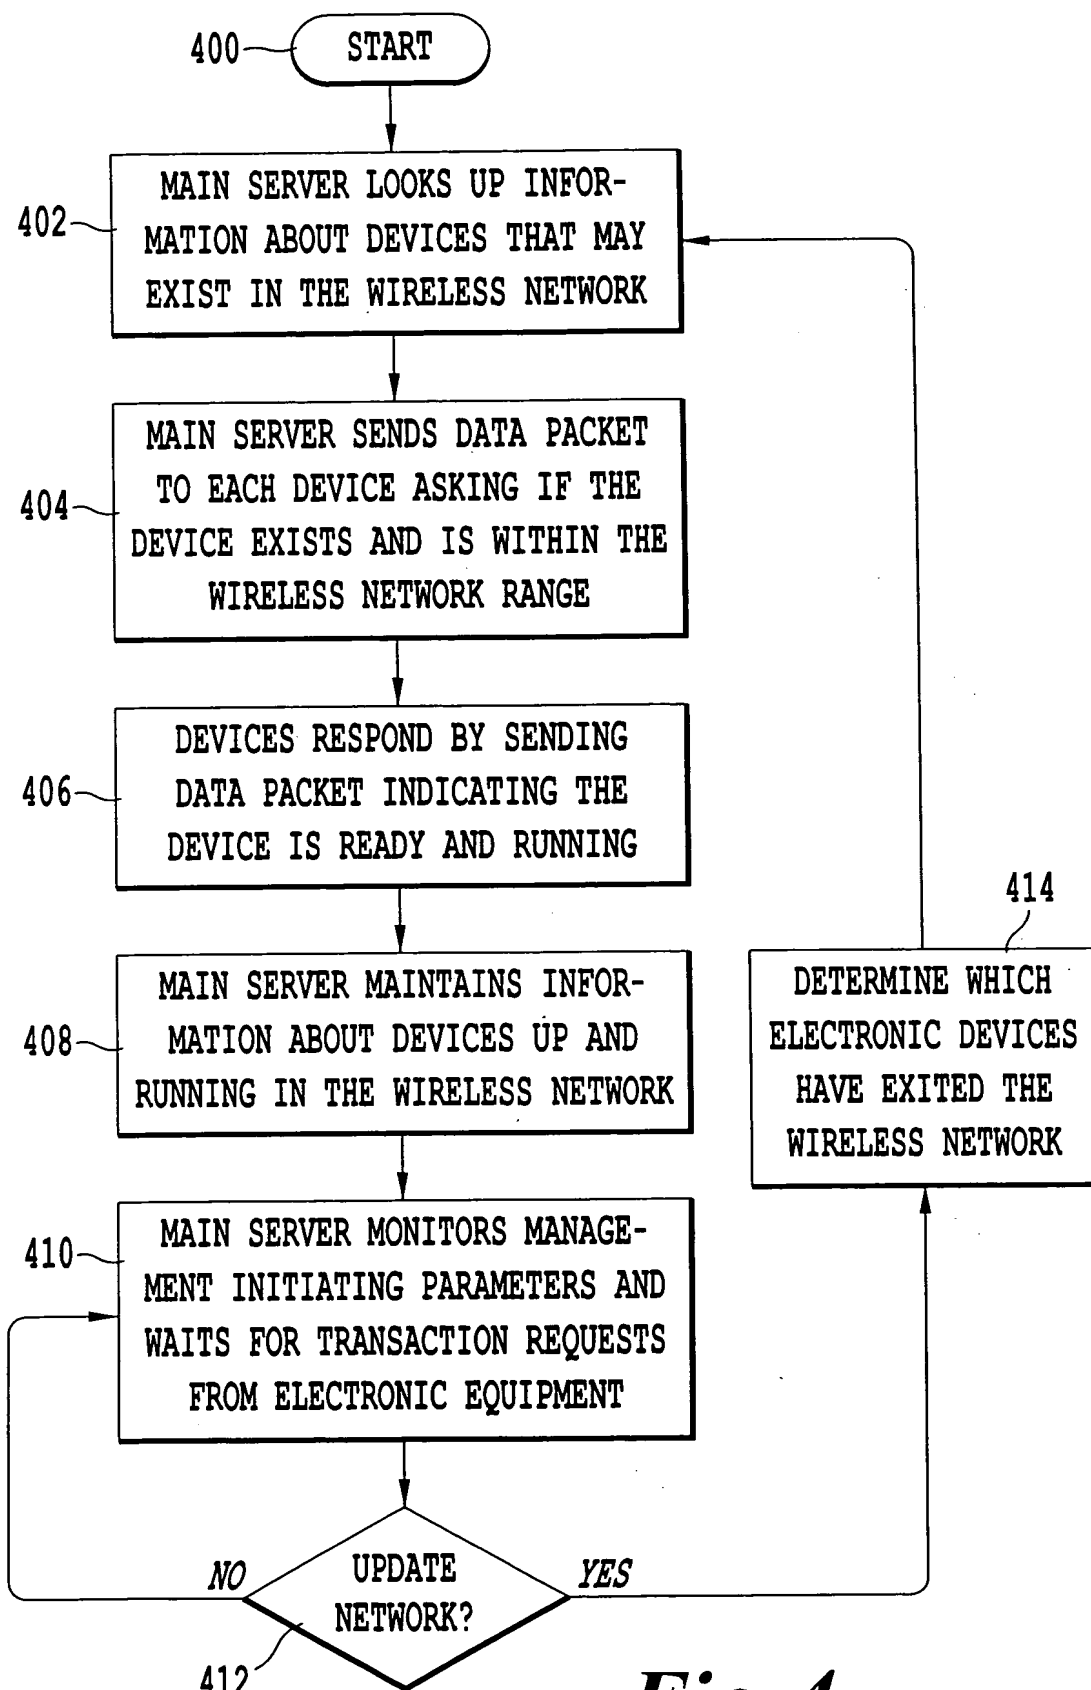 400
START
402
MAIN SERVER LOOKS UP INFOR-
MATION ABOUT DEVICES THAT MAY
EXIST IN THE WIRELESS NETWORK
404
MAIN SERVER SENDS DATA PACKET
TO EACH DEVICE ASKING IF THE
DEVICE EXISTS AND IS WITHIN THE
WIRELESS NETWORK RANGE
406
DEVICES RESPOND BY SENDING
DATA PACKET INDICATING THE
DEVICE IS READY AND RUNNING
408
MAIN SERVER MAINTAINS INFOR-
MATION ABOUT DEVICES UP AND
RUNNING IN THE WIRELESS NETWORK
414
DETERMINE WHICH
ELECTRONIC DEVICES
HAVE EXITED THE
WIRELESS NETWORK
410
MAIN SERVER MONITORS MANAGE-
MENT INITIATING PARAMETERS AND
WAITS FOR TRANSACTION REQUESTS
FROM ELECTRONIC EQUIPMENT
NO
UPDATE
NETWORK?
YES
412
Fig. 4